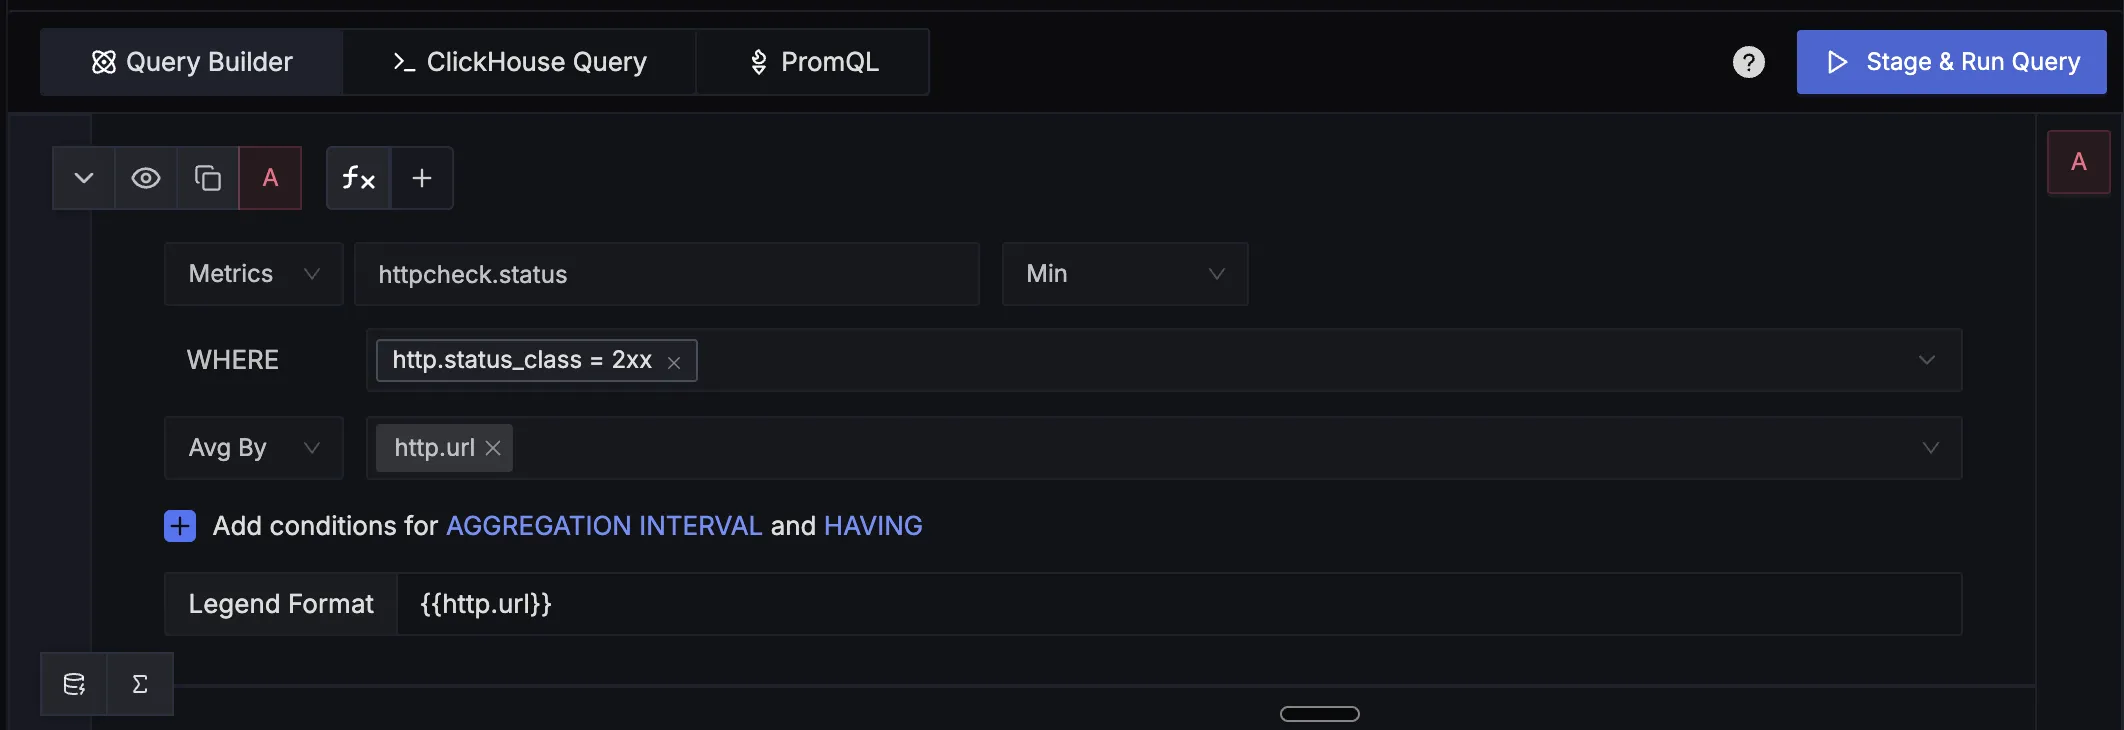 Query Builder ClickHouse Query PromQL ? Stage & Run Query
A fx + A
Metrics httpcheck.status Min
WHERE http.status_class = 2xx ×
Avg By http.url ×
+ Add conditions for AGGREGATION INTERVAL and HAVING
Legend Format {{http.url}}
Σ